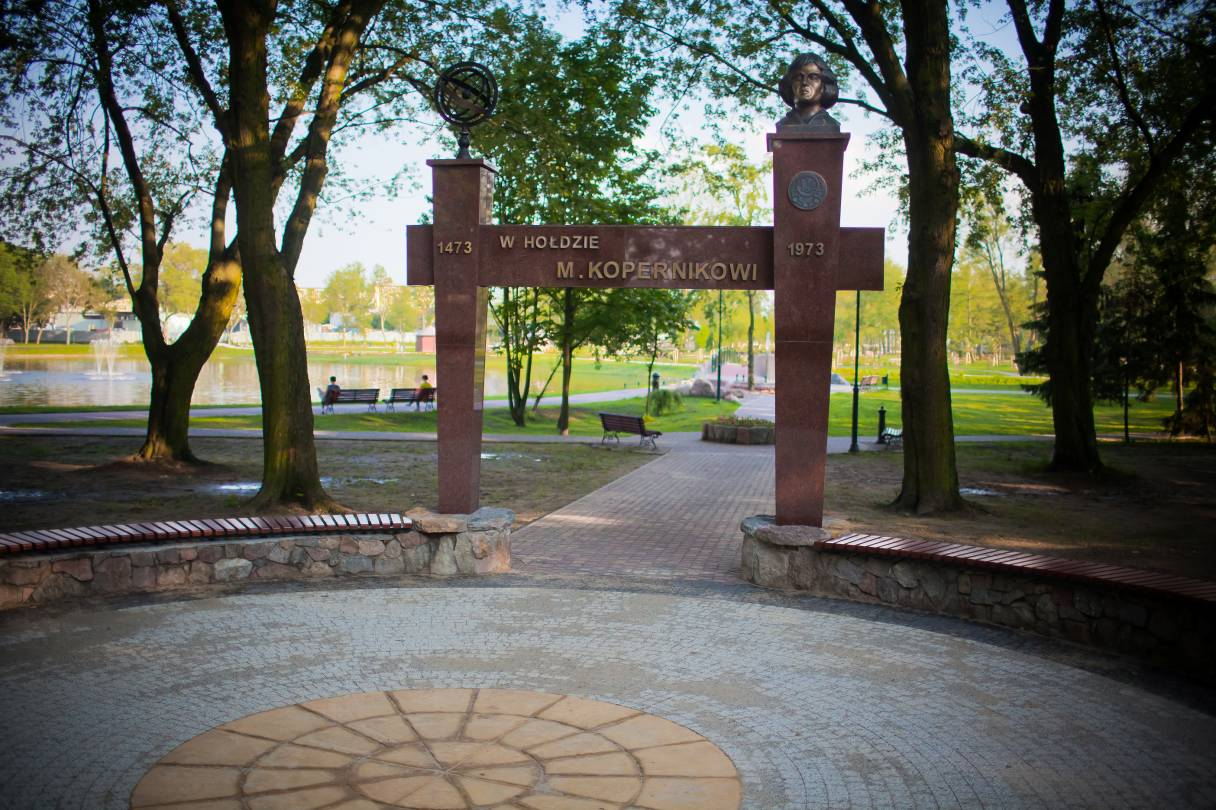 1473
W HOŁDZIE
M. KOPERNIKOWI
1973